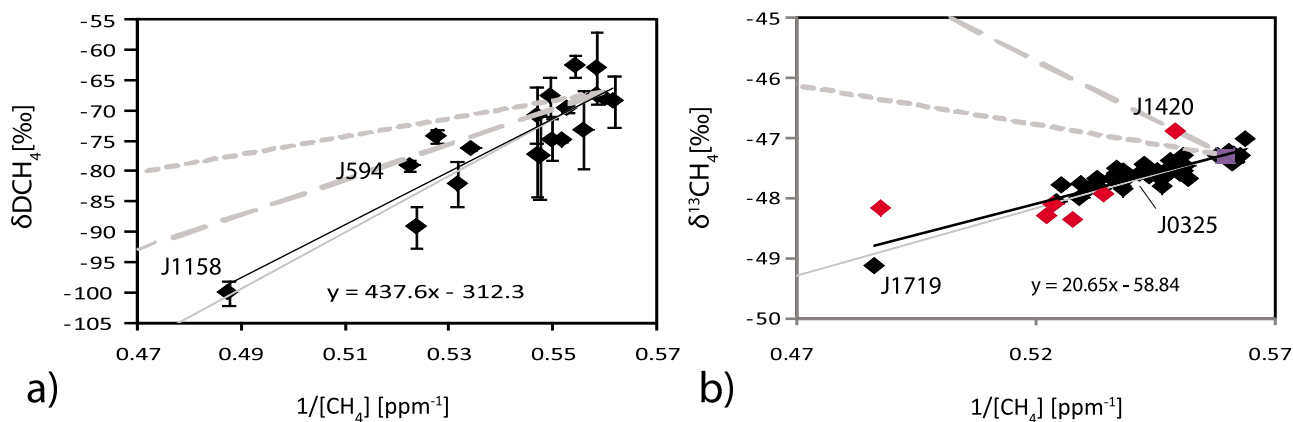 -55
-60
-65
-70
-75
-80
-85
-90
-95
-100
-105
δDCH4[‰]
J594
J1158
y = 437.6x - 312.3
0.47 0.49 0.51 0.53 0.55 0.57
a)
1/[CH4] [ppm-1]
-45
-46
-47
-48
-49
-50
δ13CH4[‰]
J1420
J0325
J1719
y = 20.65x - 58.84
0.47 0.52 0.57
b)
1/[CH4] [ppm-1]